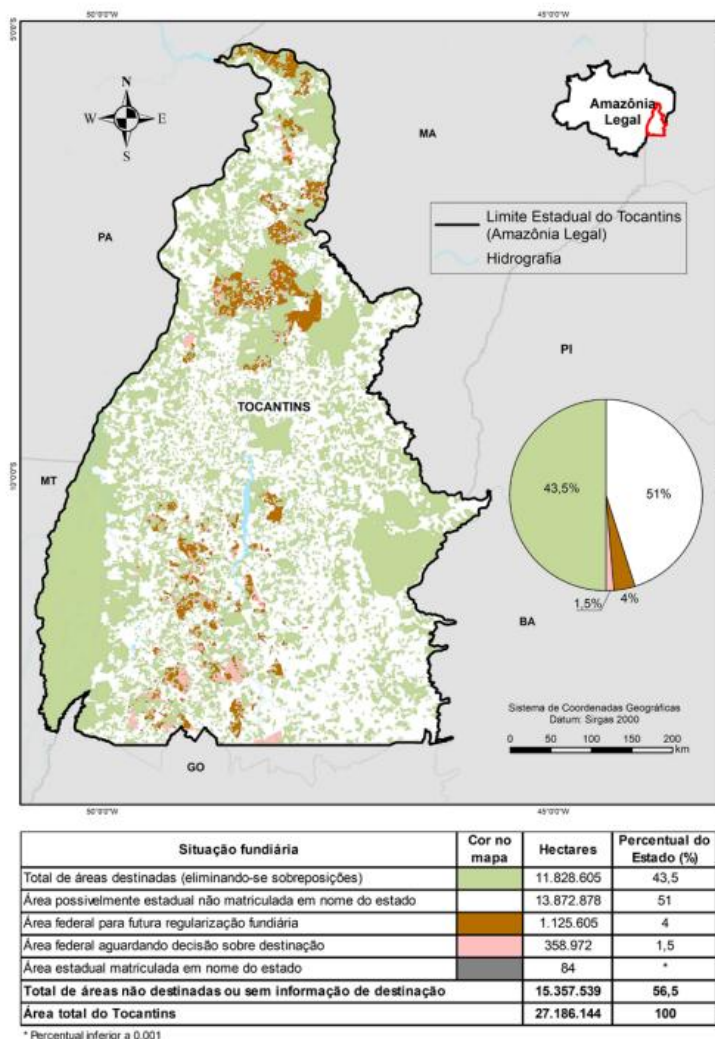 50°0'0"W 45°0'0"W
5°0'0"S
N
W E
S
Amazônia
Legal
MA
PA
Limite Estadual do Tocantins
(Amazônia Legal)
Hidrografia
PI
TOCANTINS
MT
10°0'0"S
43,5%
51%
1,5%
4%
BA
Sistema de Coordenadas Geográficas
Datum: Sirgas 2000
0 50 100 150 200
km
GO
50°0'0"W 45°0'0"W
Situação fundiária Cor no mapa Hectares Percentual do Estado (%)
Total de áreas destinadas (eliminando-se sobreposições) 11.828.605 43,5
Área possivelmente estadual não matriculada em nome do estado 13.872.878 51
Área federal para futura regularização fundiária 1.125.605 4
Área federal aguardando decisão sobre destinação 358.972 1,5
Área estadual matriculada em nome do estado 84 *
Total de áreas não destinadas ou sem informação de destinação 15.357.539 56,5
Área total do Tocantins 27.186.144 100
* Percentual inferior a 0,001